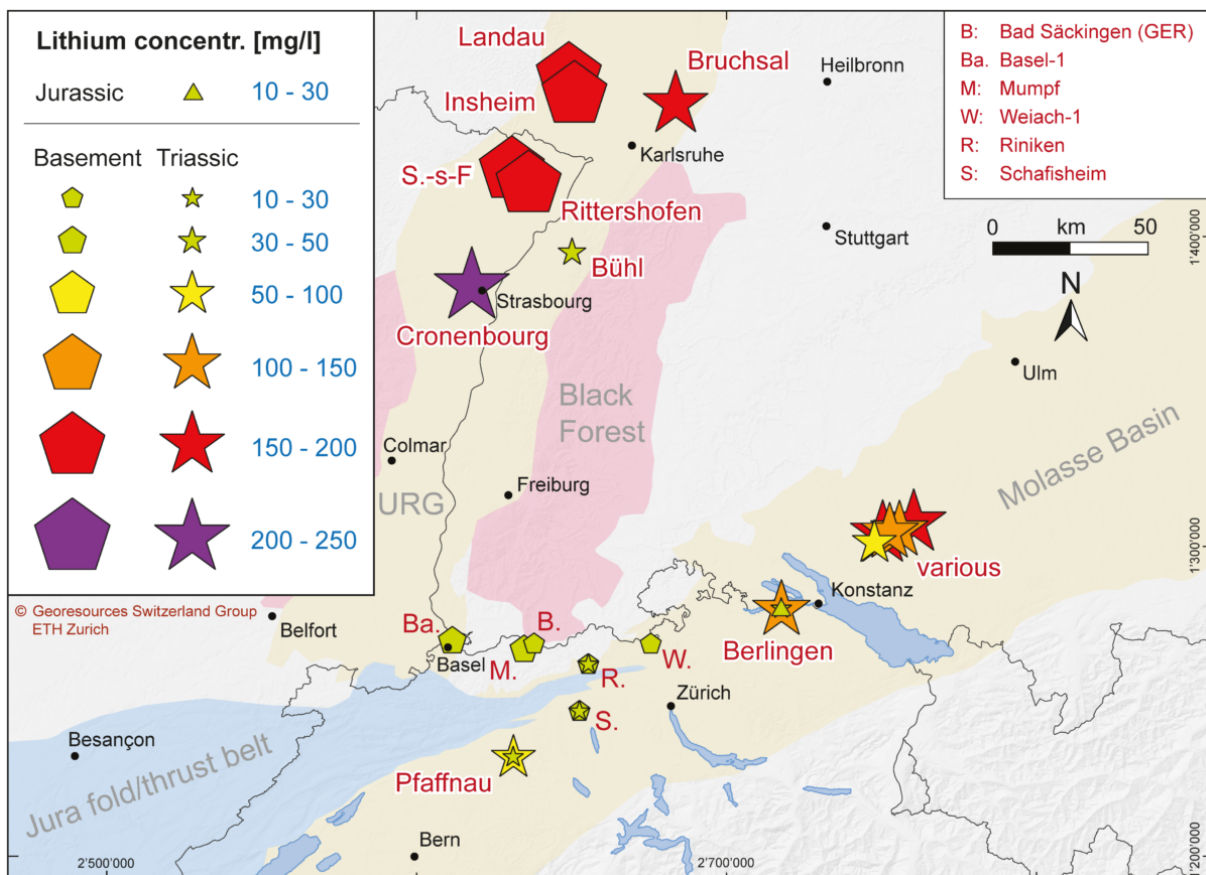 Lithium concentr. [mg/l]
Jurassic 10 - 30
Basement Triassic
10 - 30
30 - 50
50 - 100
100 - 150
150 - 200
200 - 250
© Georesources Switzerland Group
ETH Zurich
B: Bad Säckingen (GER)
Ba. Basel-1
M: Mumpf
W: Weiach-1
R: Riniken
S: Schafisheim
0 km 50
N
Landau
Bruchsal
Heilbronn
Insheim
Karlsruhe
S.-s-F
Rittershofen
Stuttgart
1'400'000
Bühl
Strasbourg
Cronenbourg
Ulm
Black
Forest
Colmar
Molasse Basin
URG
Freiburg
various
1'300'000
Konstanz
Belfort
Ba.
B.
Basel
M.
W.
Berlingen
R.
Zürich
S.
Besançon
Pfaffnau
Jura fold/thrust belt
Bern
2'500'000
2'700'000
1'200'000